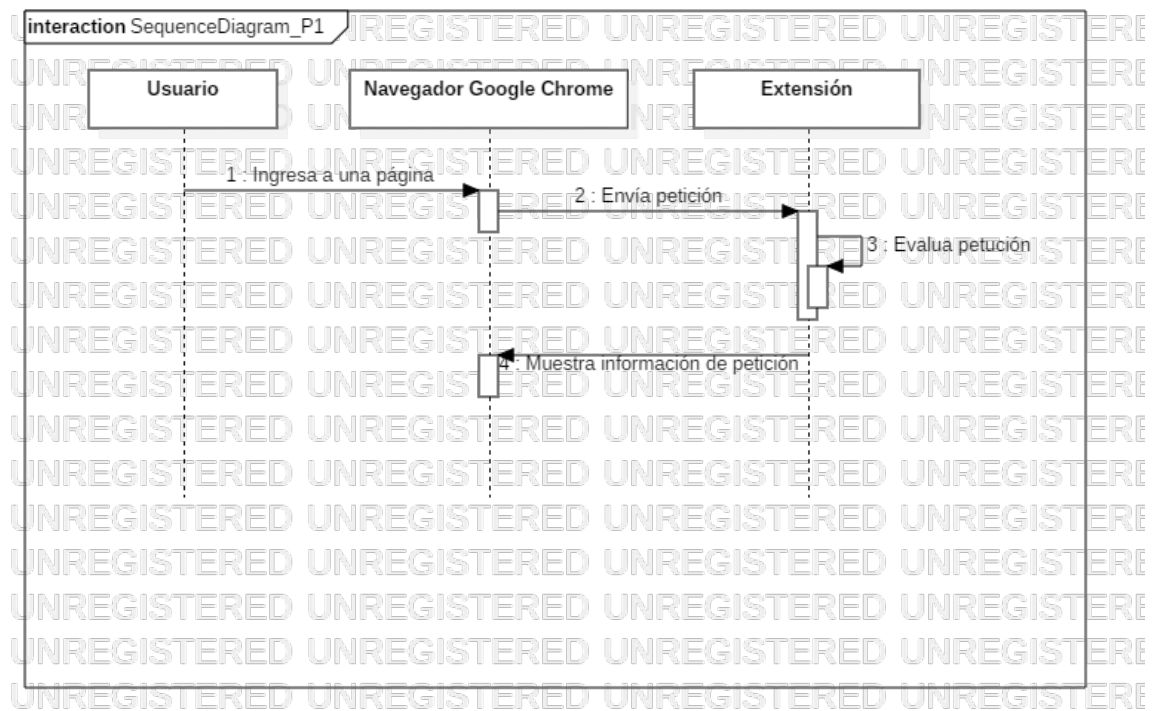 interaction SequenceDiagram_P1
Usuario
Navegador Google Chrome
Extensión
1 : Ingresa a una página
2 : Envía petición
3 : Evalua petución
4 : Muestra información de petición
UNREGISTERED UNREGISTERED UNREGISTERED UNREGISTERED